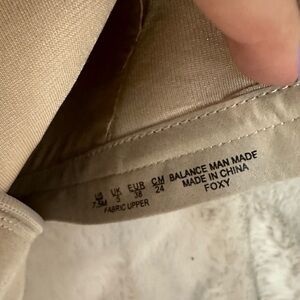 US UK EUR CM BALANCE MAN MADE
7.5M 5 38 24 MADE IN CHINA
FABRIC UPPER FOXY